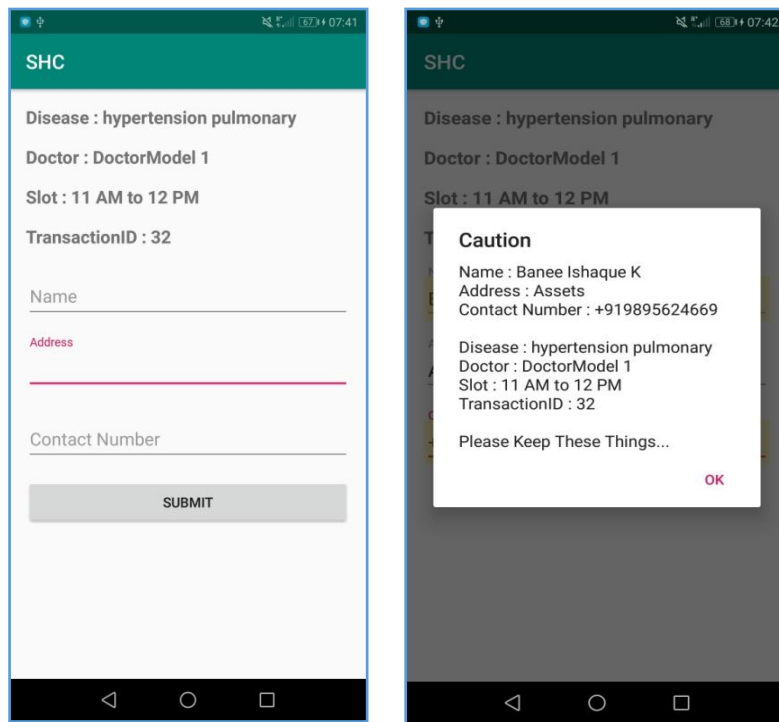 67 07:41
SHC
Disease : hypertension pulmonary
Doctor : DoctorModel 1
Slot : 11 AM to 12 PM
TransactionID : 32
Name
Address
Contact Number
SUBMIT
68 07:42
SHC
Disease : hypertension pulmonary
Doctor : DoctorModel 1
Slot : 11 AM to 12 PM
Caution
Name : Banee Ishaque K
Address : Assets
Contact Number : +919895624669
Disease : hypertension pulmonary
Doctor : DoctorModel 1
Slot : 11 AM to 12 PM
TransactionID : 32
Please Keep These Things...
OK